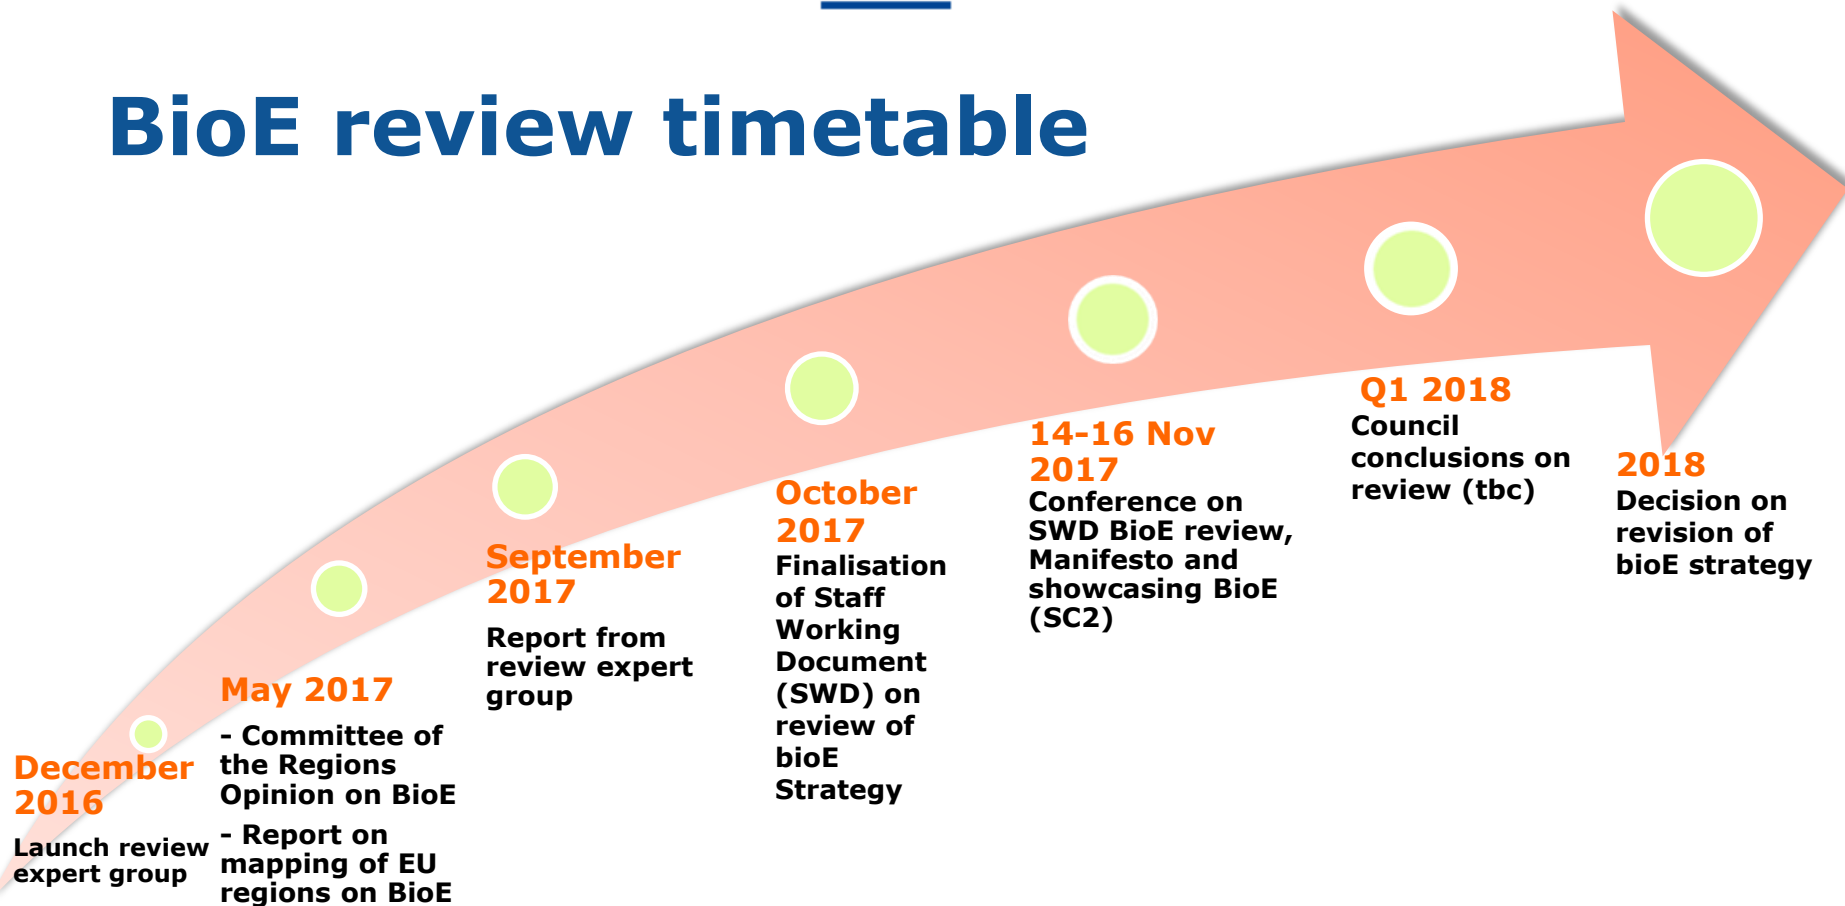 BioE review timetable
December
2016
Launch review
expert group
May 2017
- Committee of
the Regions
Opinion on BioE
- Report on
mapping of EU
regions on BioE
September
2017
Report from
review expert
group
October
2017
Finalisation
of Staff
Working
Document
(SWD) on
review of
bioE
Strategy
14-16 Nov
2017
Conference on
SWD BioE review,
Manifesto and
showcasing BioE
(SC2)
Q1 2018
Council
conclusions on
review (tbc)
2018
Decision on
revision of
bioE strategy